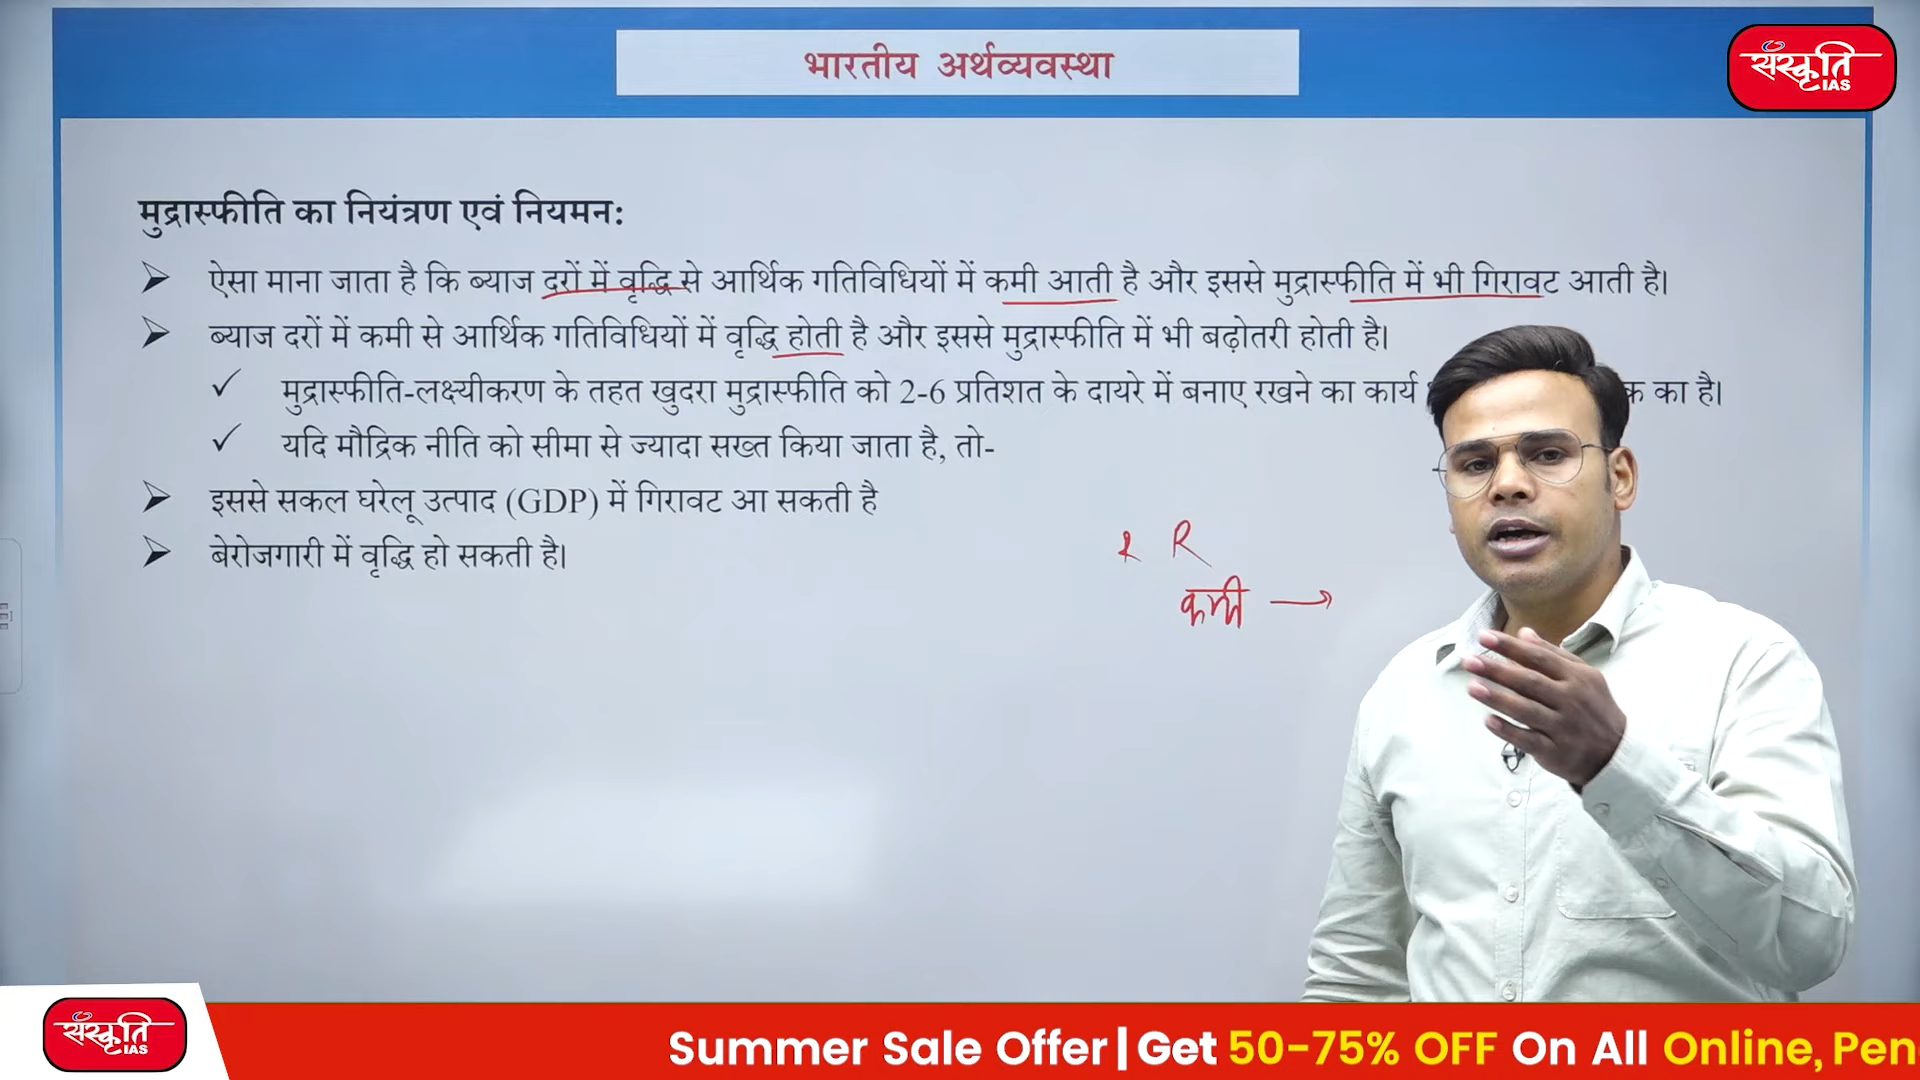 भारतीय अर्थव्यवस्था
संस्कृति
IAS
मुद्रास्फीति का नियंत्रण एवं नियमन:
ऐसा माना जाता है कि ब्याज दरों में वृद्धि से आर्थिक गतिविधियों में कमी आती है और इससे मुद्रास्फीति में भी गिरावट आती है।
ब्याज दरों में कमी से आर्थिक गतिविधियों में वृद्धि होती है और इससे मुद्रास्फीति में भी बढ़ोतरी होती है।
मुद्रास्फीति-लक्ष्यीकरण के तहत खुदरा मुद्रास्फीति को 2-6 प्रतिशत के दायरे में बनाए रखने का कार्य क का है।
यदि मौद्रिक नीति को सीमा से ज्यादा सख्त किया जाता है, तो-
इससे सकल घरेलू उत्पाद (GDP) में गिरावट आ सकती है
बेरोजगारी में वृद्धि हो सकती है।
R
कमी →
संस्कृति
IAS
Summer Sale Offer | Get 50-75% OFF On All Online, Pen